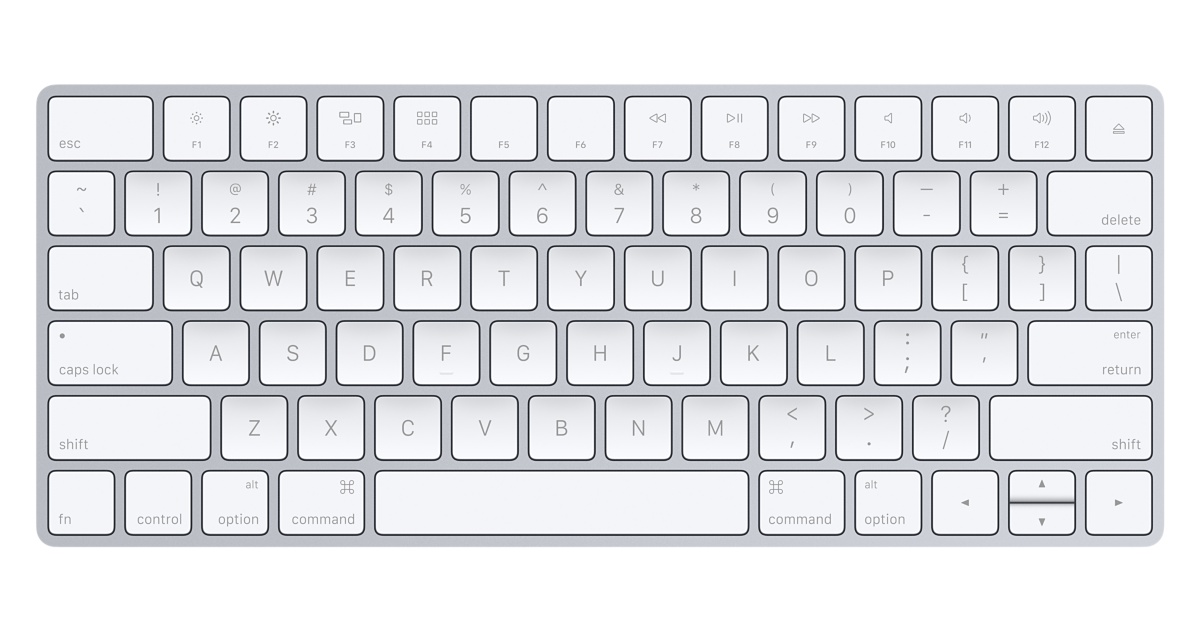 esc F1 F2 F3 F4 F5 F6 F7 F8 F9 F10 F11 F12
~ ! @ # $ % ^ & * ( ) — +
` 1 2 3 4 5 6 7 8 9 0 - = delete
tab Q W E R T Y U I O P { [ } ] | \
caps lock A S D F G H J K L : ; " ' enter return
shift Z X C V B N M < , > . ? / shift
fn control alt option ⌘ command ⌘ command alt option ◄ ▲ ▼ ►